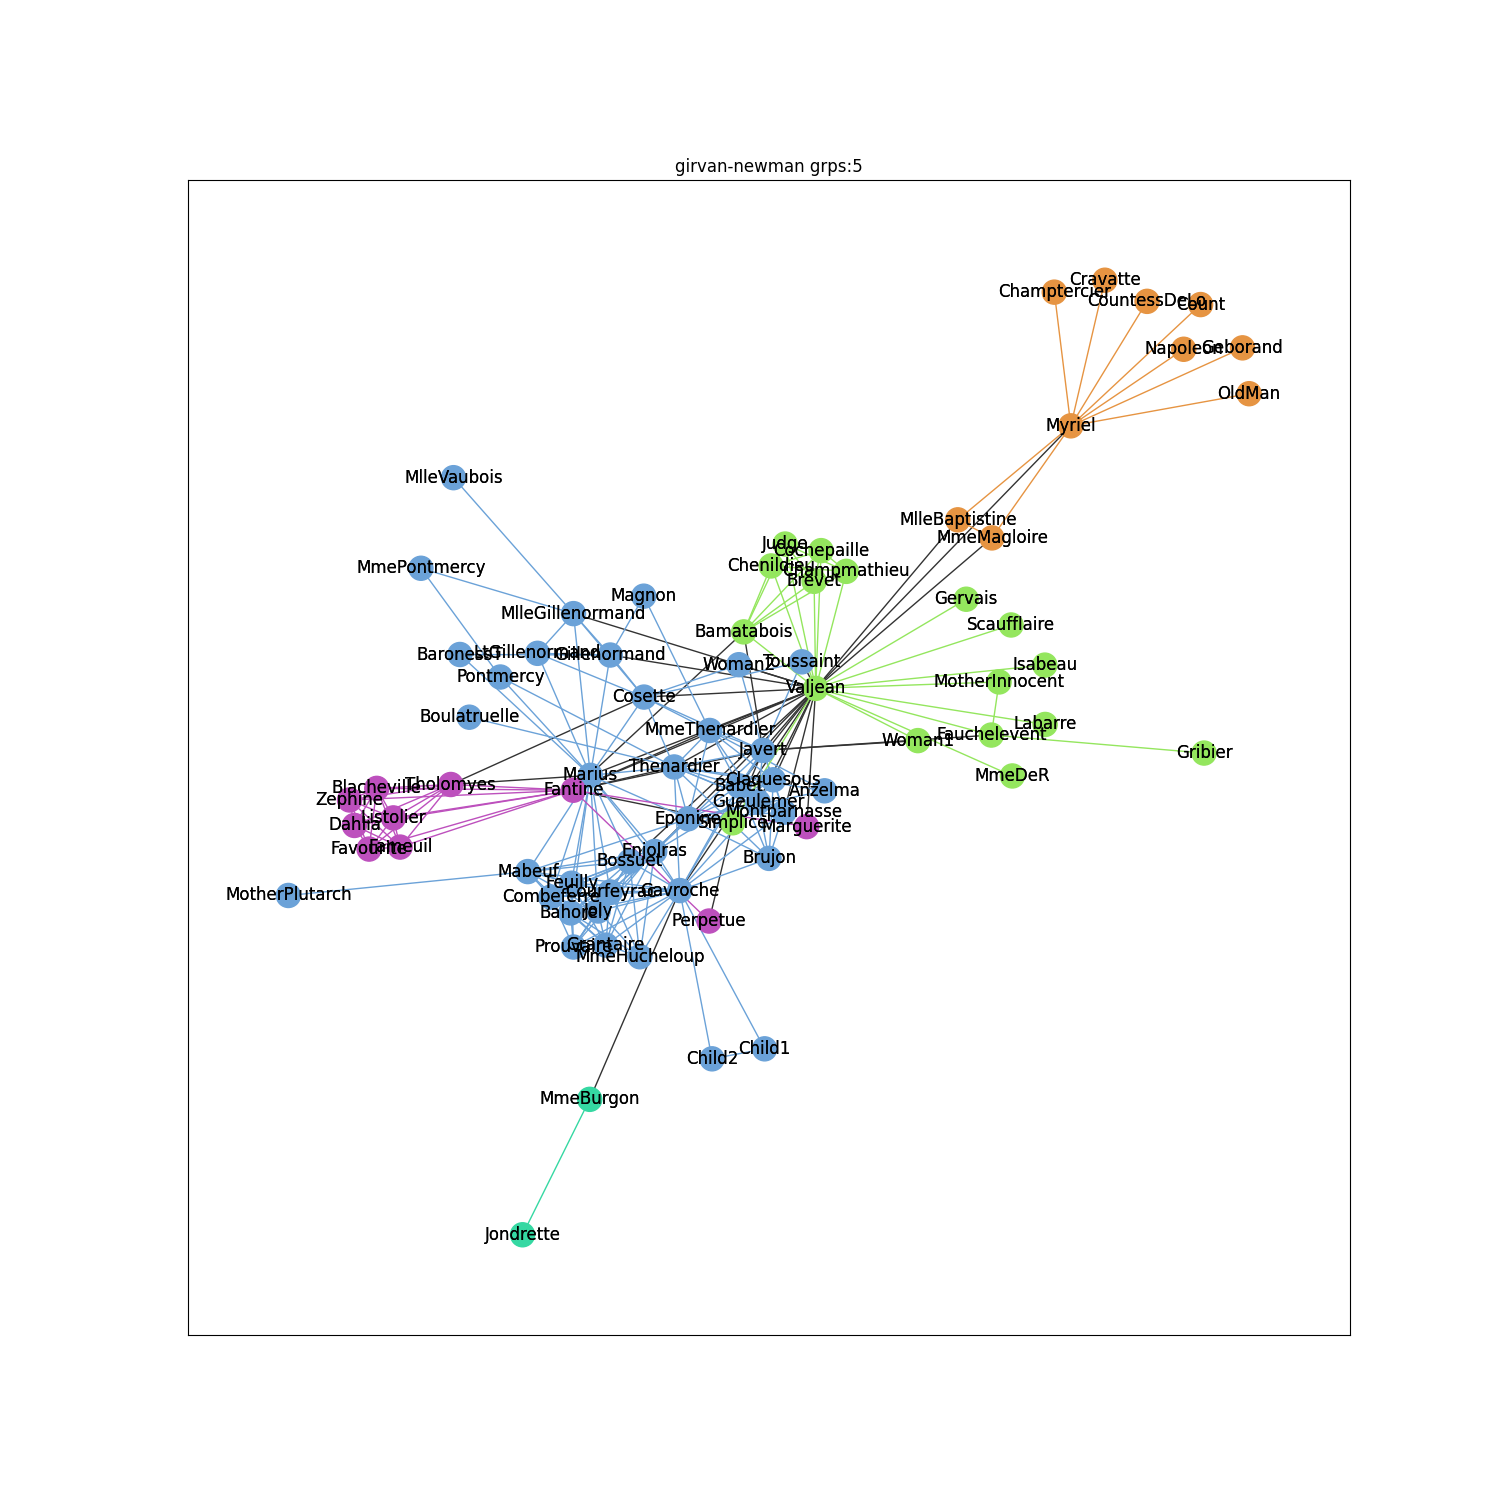 girvan-newman grps:5
Cravatte
Champtercier
CountessDeLo
Count
Napoleon
Geborand
OldMan
Myriel
MlleVaubois
MlleBaptistine
MmeMagloire
Judge
Cochepaille
Chenildieu
Champmathieu
Brevet
MmePontmercy
Magnon
Gervais
MlleGillenormand
Scaufflaire
Bamatabois
BaronessT
LtGillenormand
Gillenormand
Woman2
Toussaint
Isabeau
Pontmercy
MotherInnocent
Valjean
Cosette
Boulatruelle
Labarre
MmeThenardier
Fauchelevent
Woman1
Javert
Gribier
Thenardier
Marius
MmeDeR
Claquesous
Blacheville
Tholomyes
Babet
Fantine
Anzelma
Zephine
Gueulemer
Montparnasse
Listolier
Eponine
Simplice
Dahlia
Marguerite
Favourite
Fameuil
Enjolras
Brujon
Bossuet
Mabeuf
Feuilly
MotherPlutarch
Combeferre
Courfeyrac
Gavroche
Bahorel
Joly
Perpetue
Prouvaire
Grantaire
MmeHucheloup
Child1
Child2
MmeBurgon
Jondrette